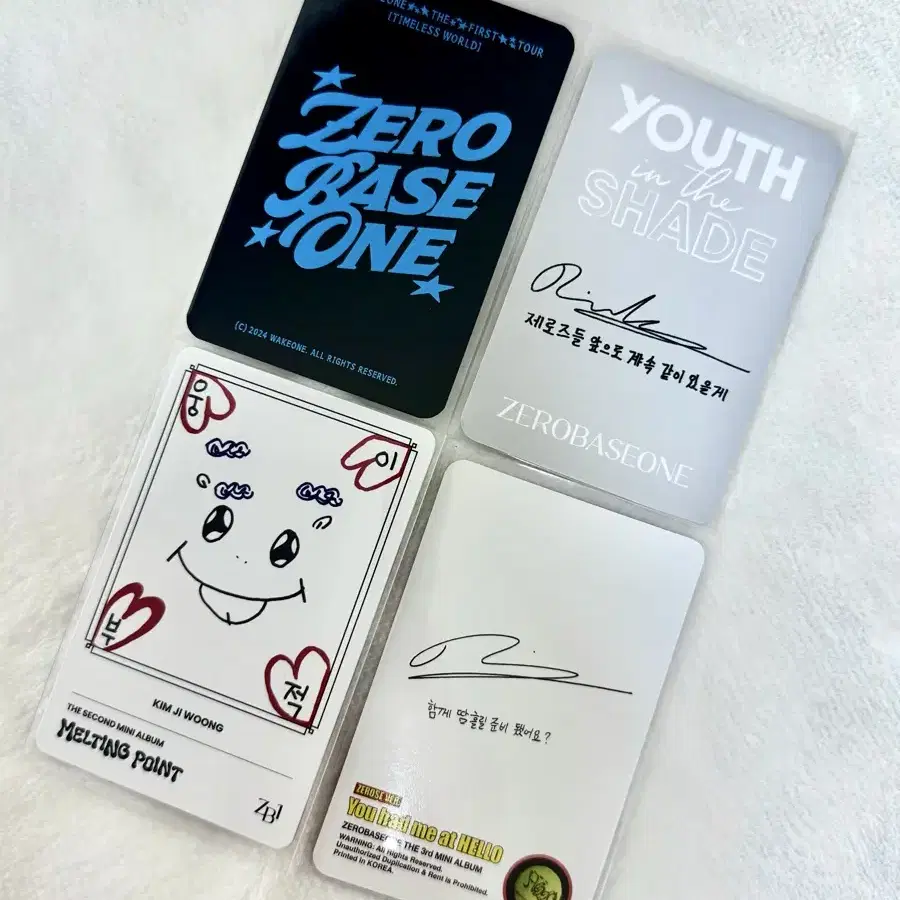 THE FIRST TOUR
[TIMELESS WORLD]
ZERO
BASE
ONE
(C) 2024 WAKEONE. ALL RIGHTS RESERVED.
YOUTH
in the
SHADE
제로즈들 앞으로 계속 같이 있을게
ZEROBASEONE
웅
이
부
적
KIM JI WOONG
THE SECOND MINI ALBUM
MELTING POINT
ZB1
함께 땀 흘릴 준비 됐어요?
ZEROSE VER.
You had me at HELLO
ZEROBASEONE THE 3rd MINI ALBUM
WARNING: All Rights Reserved.
Unauthorized Duplication & Rent is Prohibited.
Printed in KOREA.